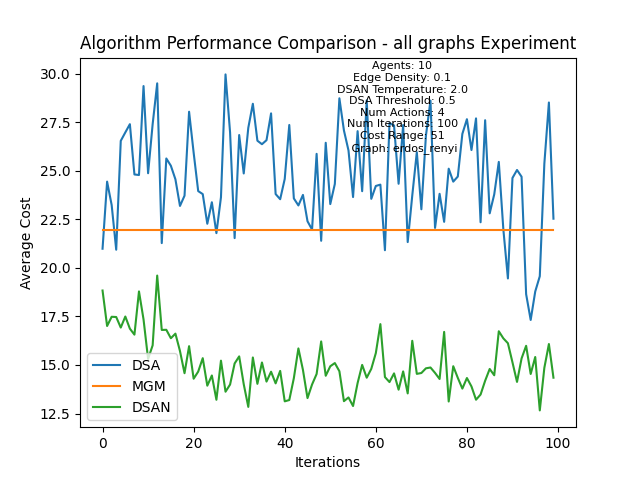 Algorithm Performance Comparison - all graphs Experiment
Agents: 10
Edge Density: 0.1
DSAN Temperature: 2.0
DSA Threshold: 0.5
Num Actions: 4
Num Iterations: 100
Cost Range: 51
Graph: erdos_renyi
30.0
27.5
25.0
22.5
20.0
17.5
15.0
12.5
Average Cost
DSA
MGM
DSAN
0
20
40
60
80
100
Iterations